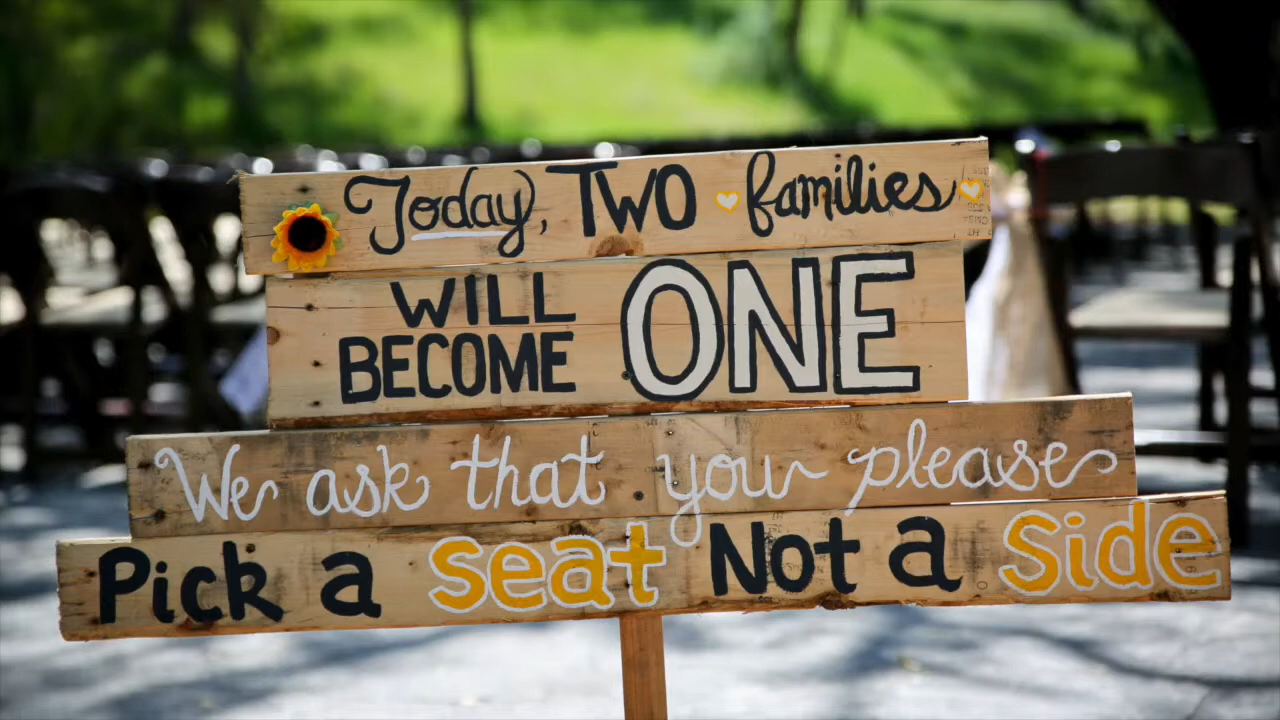 Today, TWO families
WILL
BECOME ONE
We ask that you please
Pick a seat Not a Side